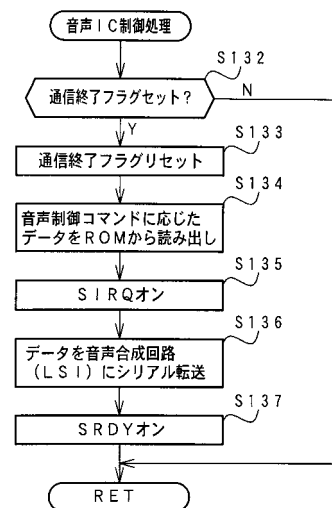 音声IC制御処理
S132
通信終了フラグセット?
N
Y
S133
通信終了フラグリセット
S134
音声制御コマンドに応じた
データをROMから読み出し
S135
SIRQオン
S136
データを音声合成回路
(LSI)にシリアル転送
S137
SRDYオン
RET